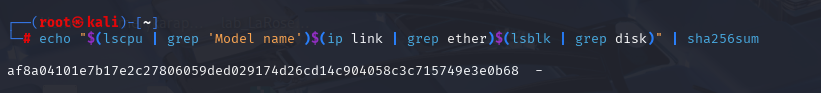 ┌──(root㉿kali)-[~]
└─# echo "$(lscpu | grep 'Model name')$(ip link | grep ether)$(lsblk | grep disk)" | sha256sum
af8a04101e7b17e2c27806059ded029174d26cd14c904058c3c715749e3e0b68  -